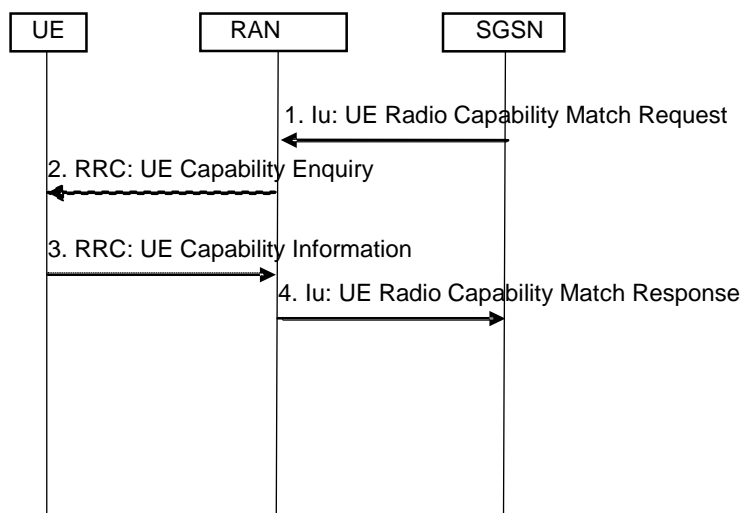 UE
RAN
SGSN
1. Iu: UE Radio Capability Match Request
2. RRC: UE Capability Enquiry
3. RRC: UE Capability Information
4. Iu: UE Radio Capability Match Response